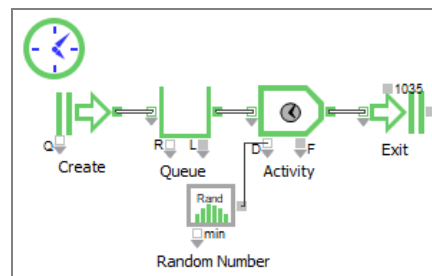 1035
Q
R
L
D
F
Create
Queue
Activity
Exit
Rand
min
Random Number